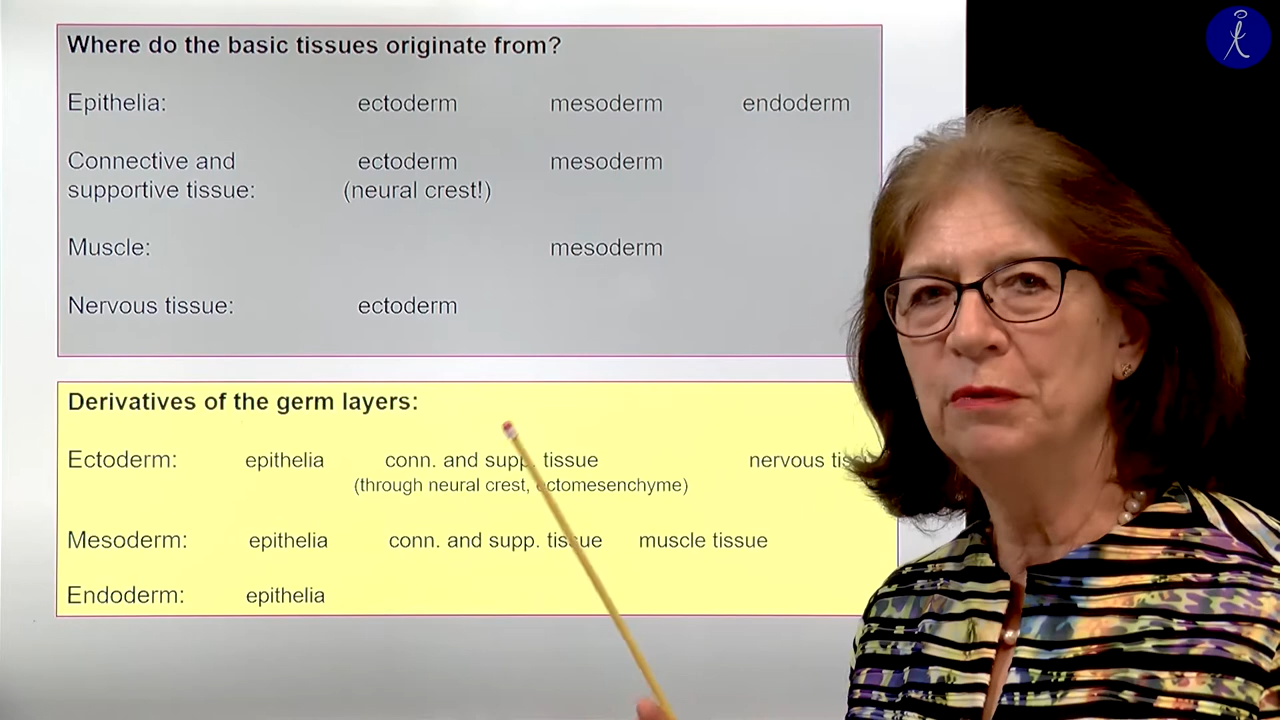 Where do the basic tissues originate from?
Epithelia: ectoderm mesoderm endoderm
Connective and ectoderm mesoderm
supportive tissue: (neural crest!)
Muscle: mesoderm
Nervous tissue: ectoderm
Derivatives of the germ layers:
Ectoderm: epithelia conn. and supp. tissue nervous
(through neural crest, ectomesenchyme)
Mesoderm: epithelia conn. and supp. tissue muscle tissue
Endoderm: epithelia